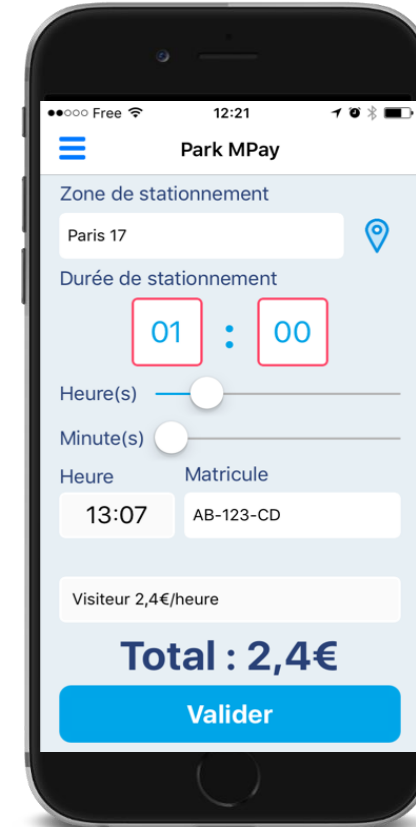 Free 12:21
Park MPay
Zone de stationnement
Paris 17
Durée de stationnement
01 : 00
Heure(s)
Minute(s)
Heure Matricule
13:07 AB-123-CD
Visiteur 2,4€/heure
Total : 2,4€
Valider